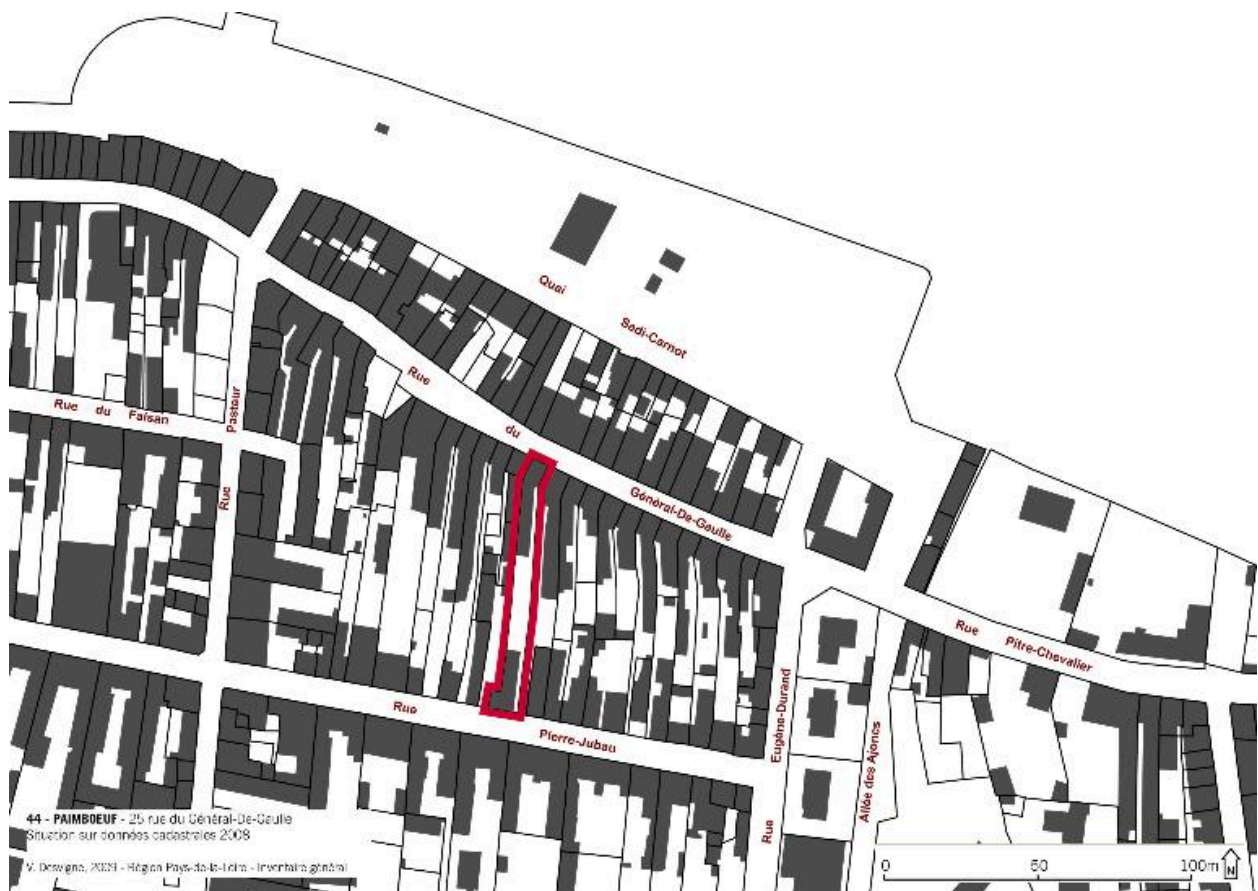 Quai
Sadi-Carnot
Rue
du
Général-De-Gaulle
Rue du Faisan
Rue
Pasteur
Rue
Pitre-Chevalier
Rue
Pierre-Jubau
Rue
Eugène-Durand
Allée des Ajoncs
44 - PAIMBOEUF - 25 rue du Général-De-Gaulle
Situation sur données cadastrales 2008
V. Desvigne, 2009 - Région Pays-de-la-Loire - Inventaire général
0 50 100m
N